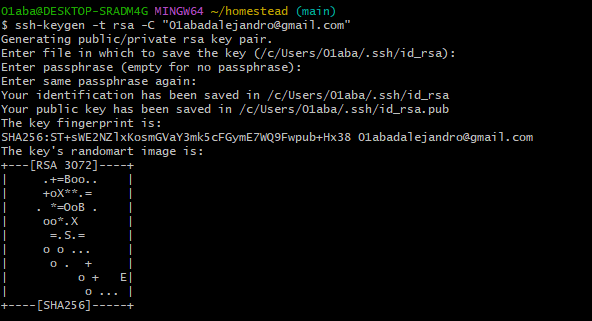 01aba@DESKTOP-SRADM4G MINGW64 ~/homestead (main)
$ ssh-keygen -t rsa -C "01abadalejandro@gmail.com"
Generating public/private rsa key pair.
Enter file in which to save the key (/c/Users/01aba/.ssh/id_rsa):
Enter passphrase (empty for no passphrase):
Enter same passphrase again:
Your identification has been saved in /c/Users/01aba/.ssh/id_rsa
Your public key has been saved in /c/Users/01aba/.ssh/id_rsa.pub
The key fingerprint is:
SHA256:ST+sWE2NZlxKosmGVaY3mk5cFGymE7WQ9Fwpub+Hx38 01abadalejandro@gmail.com
The key's randomart image is:
+---[RSA 3072]----+
|     .+=Boo..    |
|     +oX**.=     |
|    . *=OoB .    |
|     oo*.X       |
|      =.S.=      |
|     o o ...     |
|      o .  +     |
|          o +   E|
|           o ... |
+----[SHA256]-----+